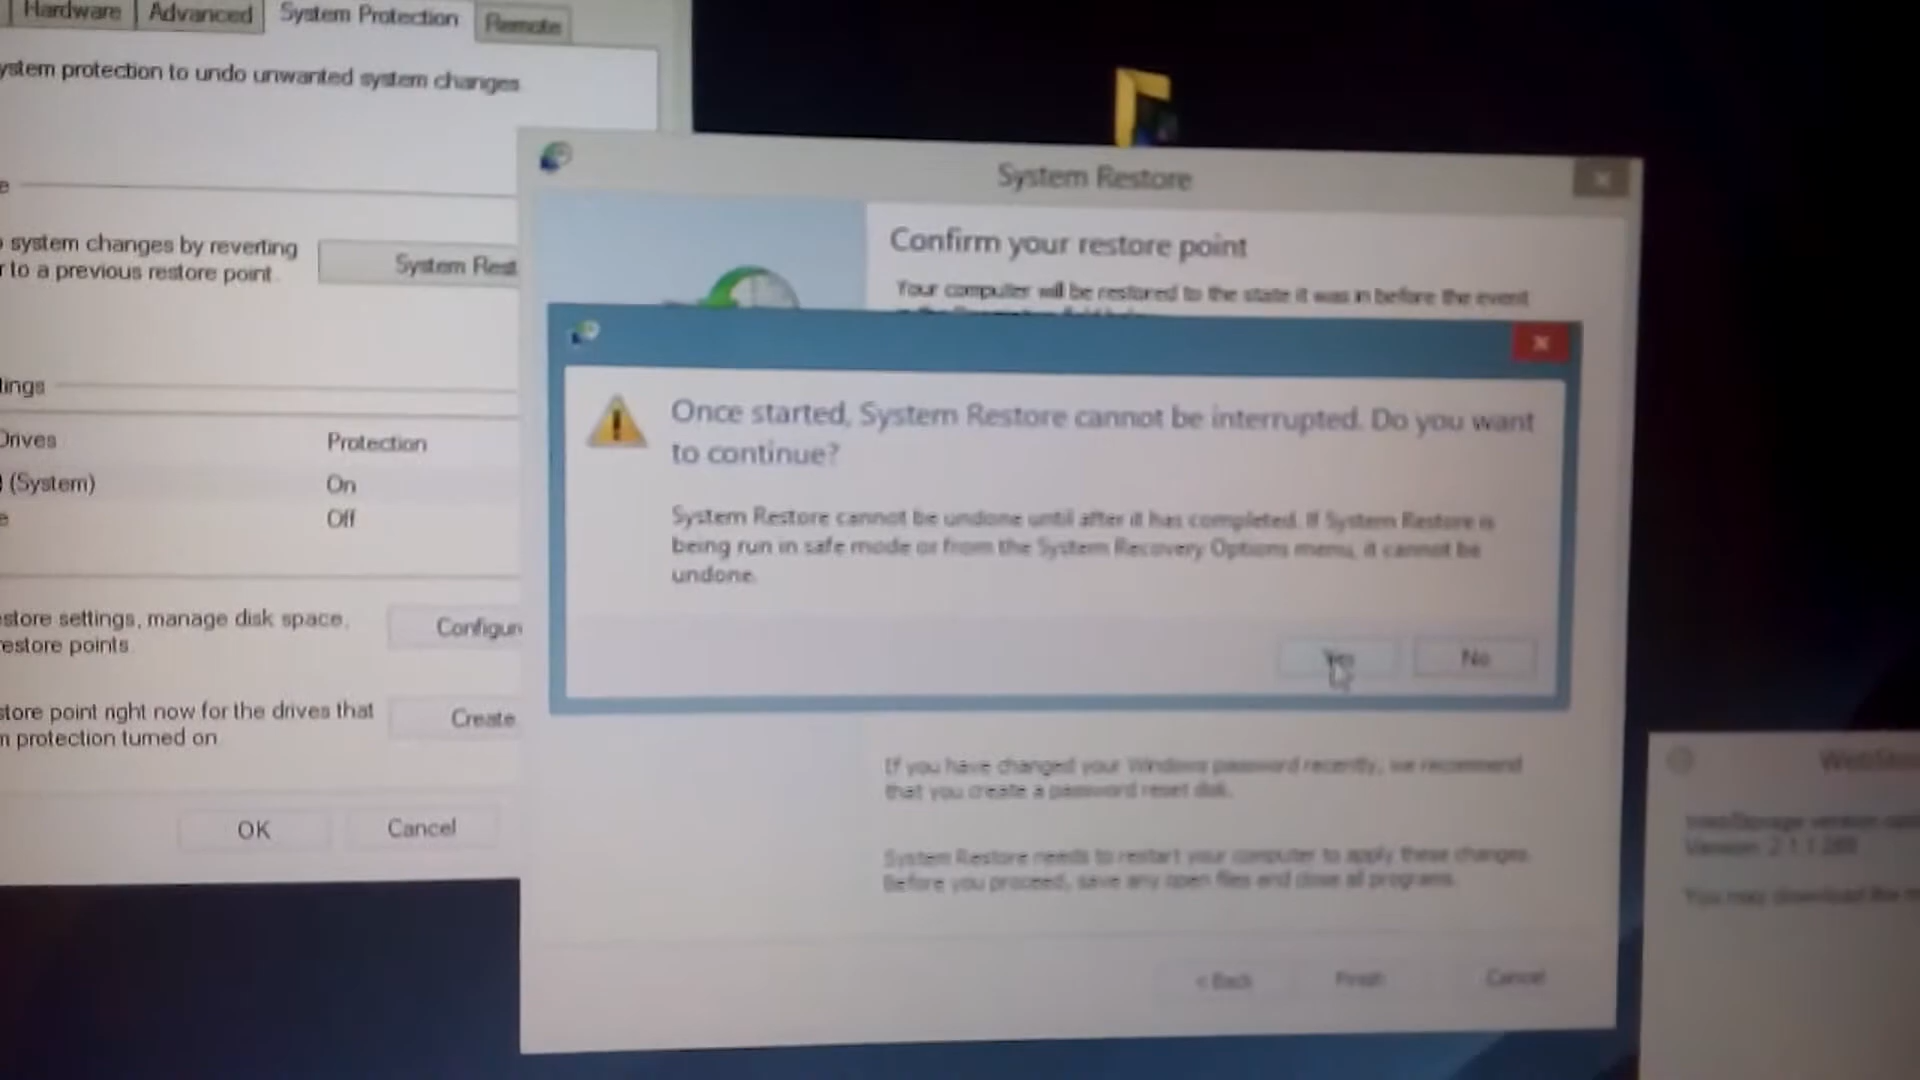 Hardware
Advanced
System Protection
Remote
ystem protection to undo unwanted system changes
e
system changes by reverting
r to a previous restore point.
System Rest
ings
Drives
Protection
(System)
On
e
Off
estore settings, manage disk space,
restore points
Configur
store point right now for the drives that
m protection turned on
Create
OK
Cancel
System Restore
Confirm your restore point
Your computer will be restored to the state it was in before the event
Once started, System Restore cannot be interrupted. Do you want
to continue?
System Restore cannot be undone until after it has completed. If System Restore is
being run in safe mode or from the System Recovery Options menu, it cannot be
undone.
Yes
No
If you have changed your Windows password recently, we recommend
that you create a password reset disk.
System Restore needs to restart your computer to apply these changes.
Before you proceed, save any open files and close all programs.
< Back
Finish
Cancel
Version
You may download the